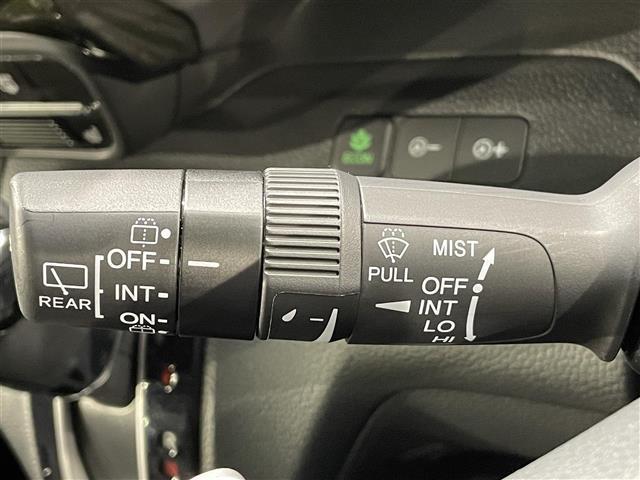 ECON
REAR
OFF
INT
ON
PULL
MIST
OFF
INT
LO
HI